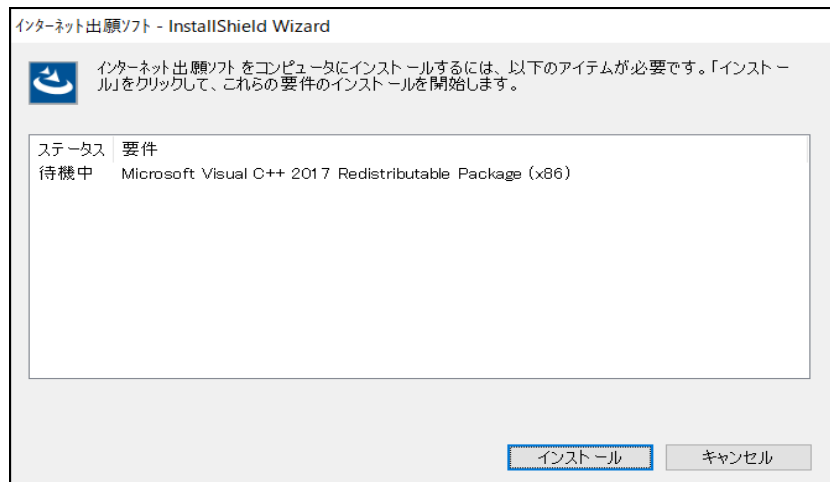 インターネット出願ソフト - InstallShield Wizard
インターネット出願ソフト をコンピュータにインストールするには、以下のアイテムが必要です。「インストー
ル」をクリックして、これらの要件のインストールを開始します。
ステータス 要件
待機中 Microsoft Visual C++ 2017 Redistributable Package (x86)
インストール キャンセル